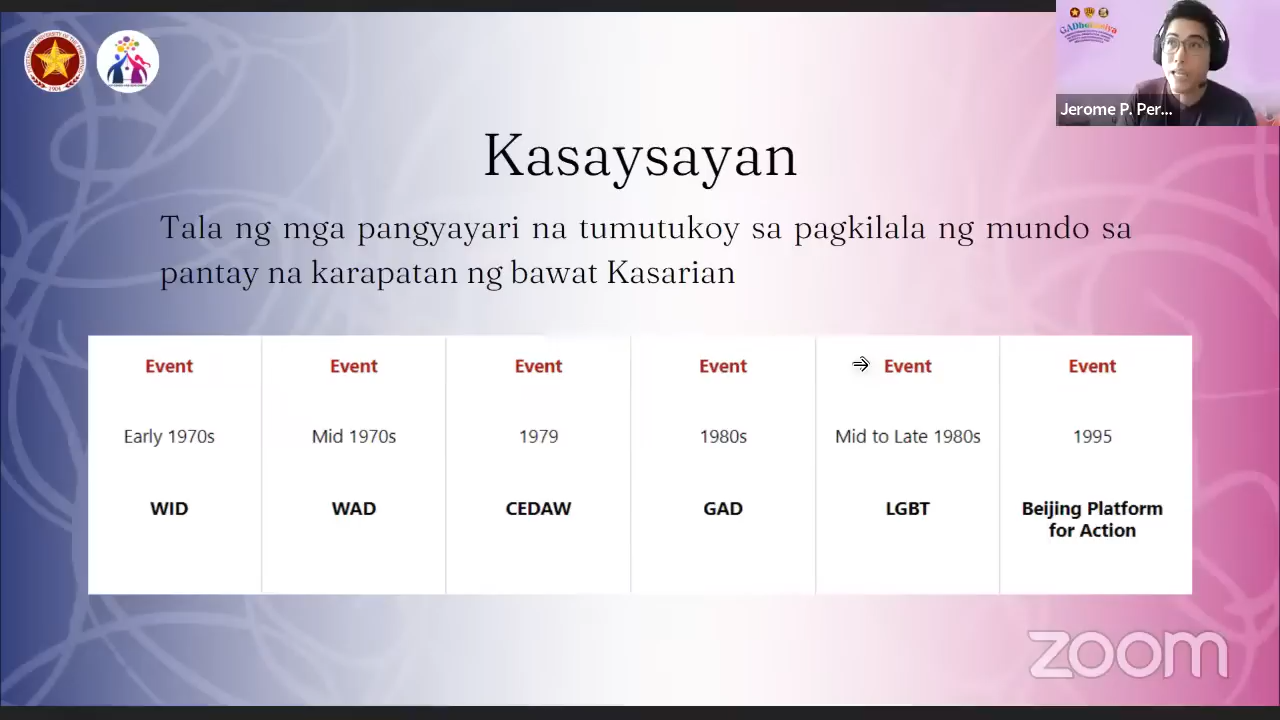 GADbotaniya
Jerome P. Per...
Kasaysayan
Tala ng mga pangyayari na tumutukoy sa pagkilala ng mundo sa
pantay na karapatan ng bawat Kasarian
Event
Early 1970s
WID
Event
Mid 1970s
WAD
Event
1979
CEDAW
Event
1980s
GAD
→ Event
Mid to Late 1980s
LGBT
Event
1995
Beijing Platform
for Action
zoom
1904